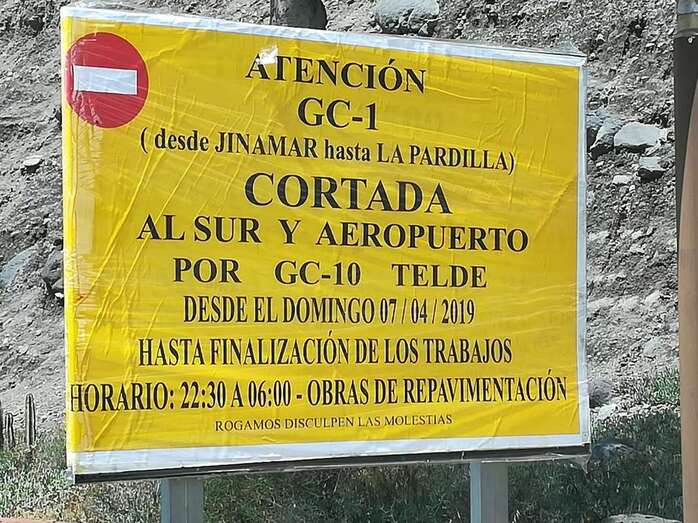 ATENCIÓN
GC-1
( desde JINAMAR hasta LA PARDILLA)
CORTADA
AL SUR Y AEROPUERTO
POR GC-10 TELDE
DESDE EL DOMINGO 07 / 04 / 2019
HASTA FINALIZACIÓN DE LOS TRABAJOS
HORARIO: 22:30 A 06:00 - OBRAS DE REPAVIMENTACIÓN
ROGAMOS DISCULPEN LAS MOLESTIAS